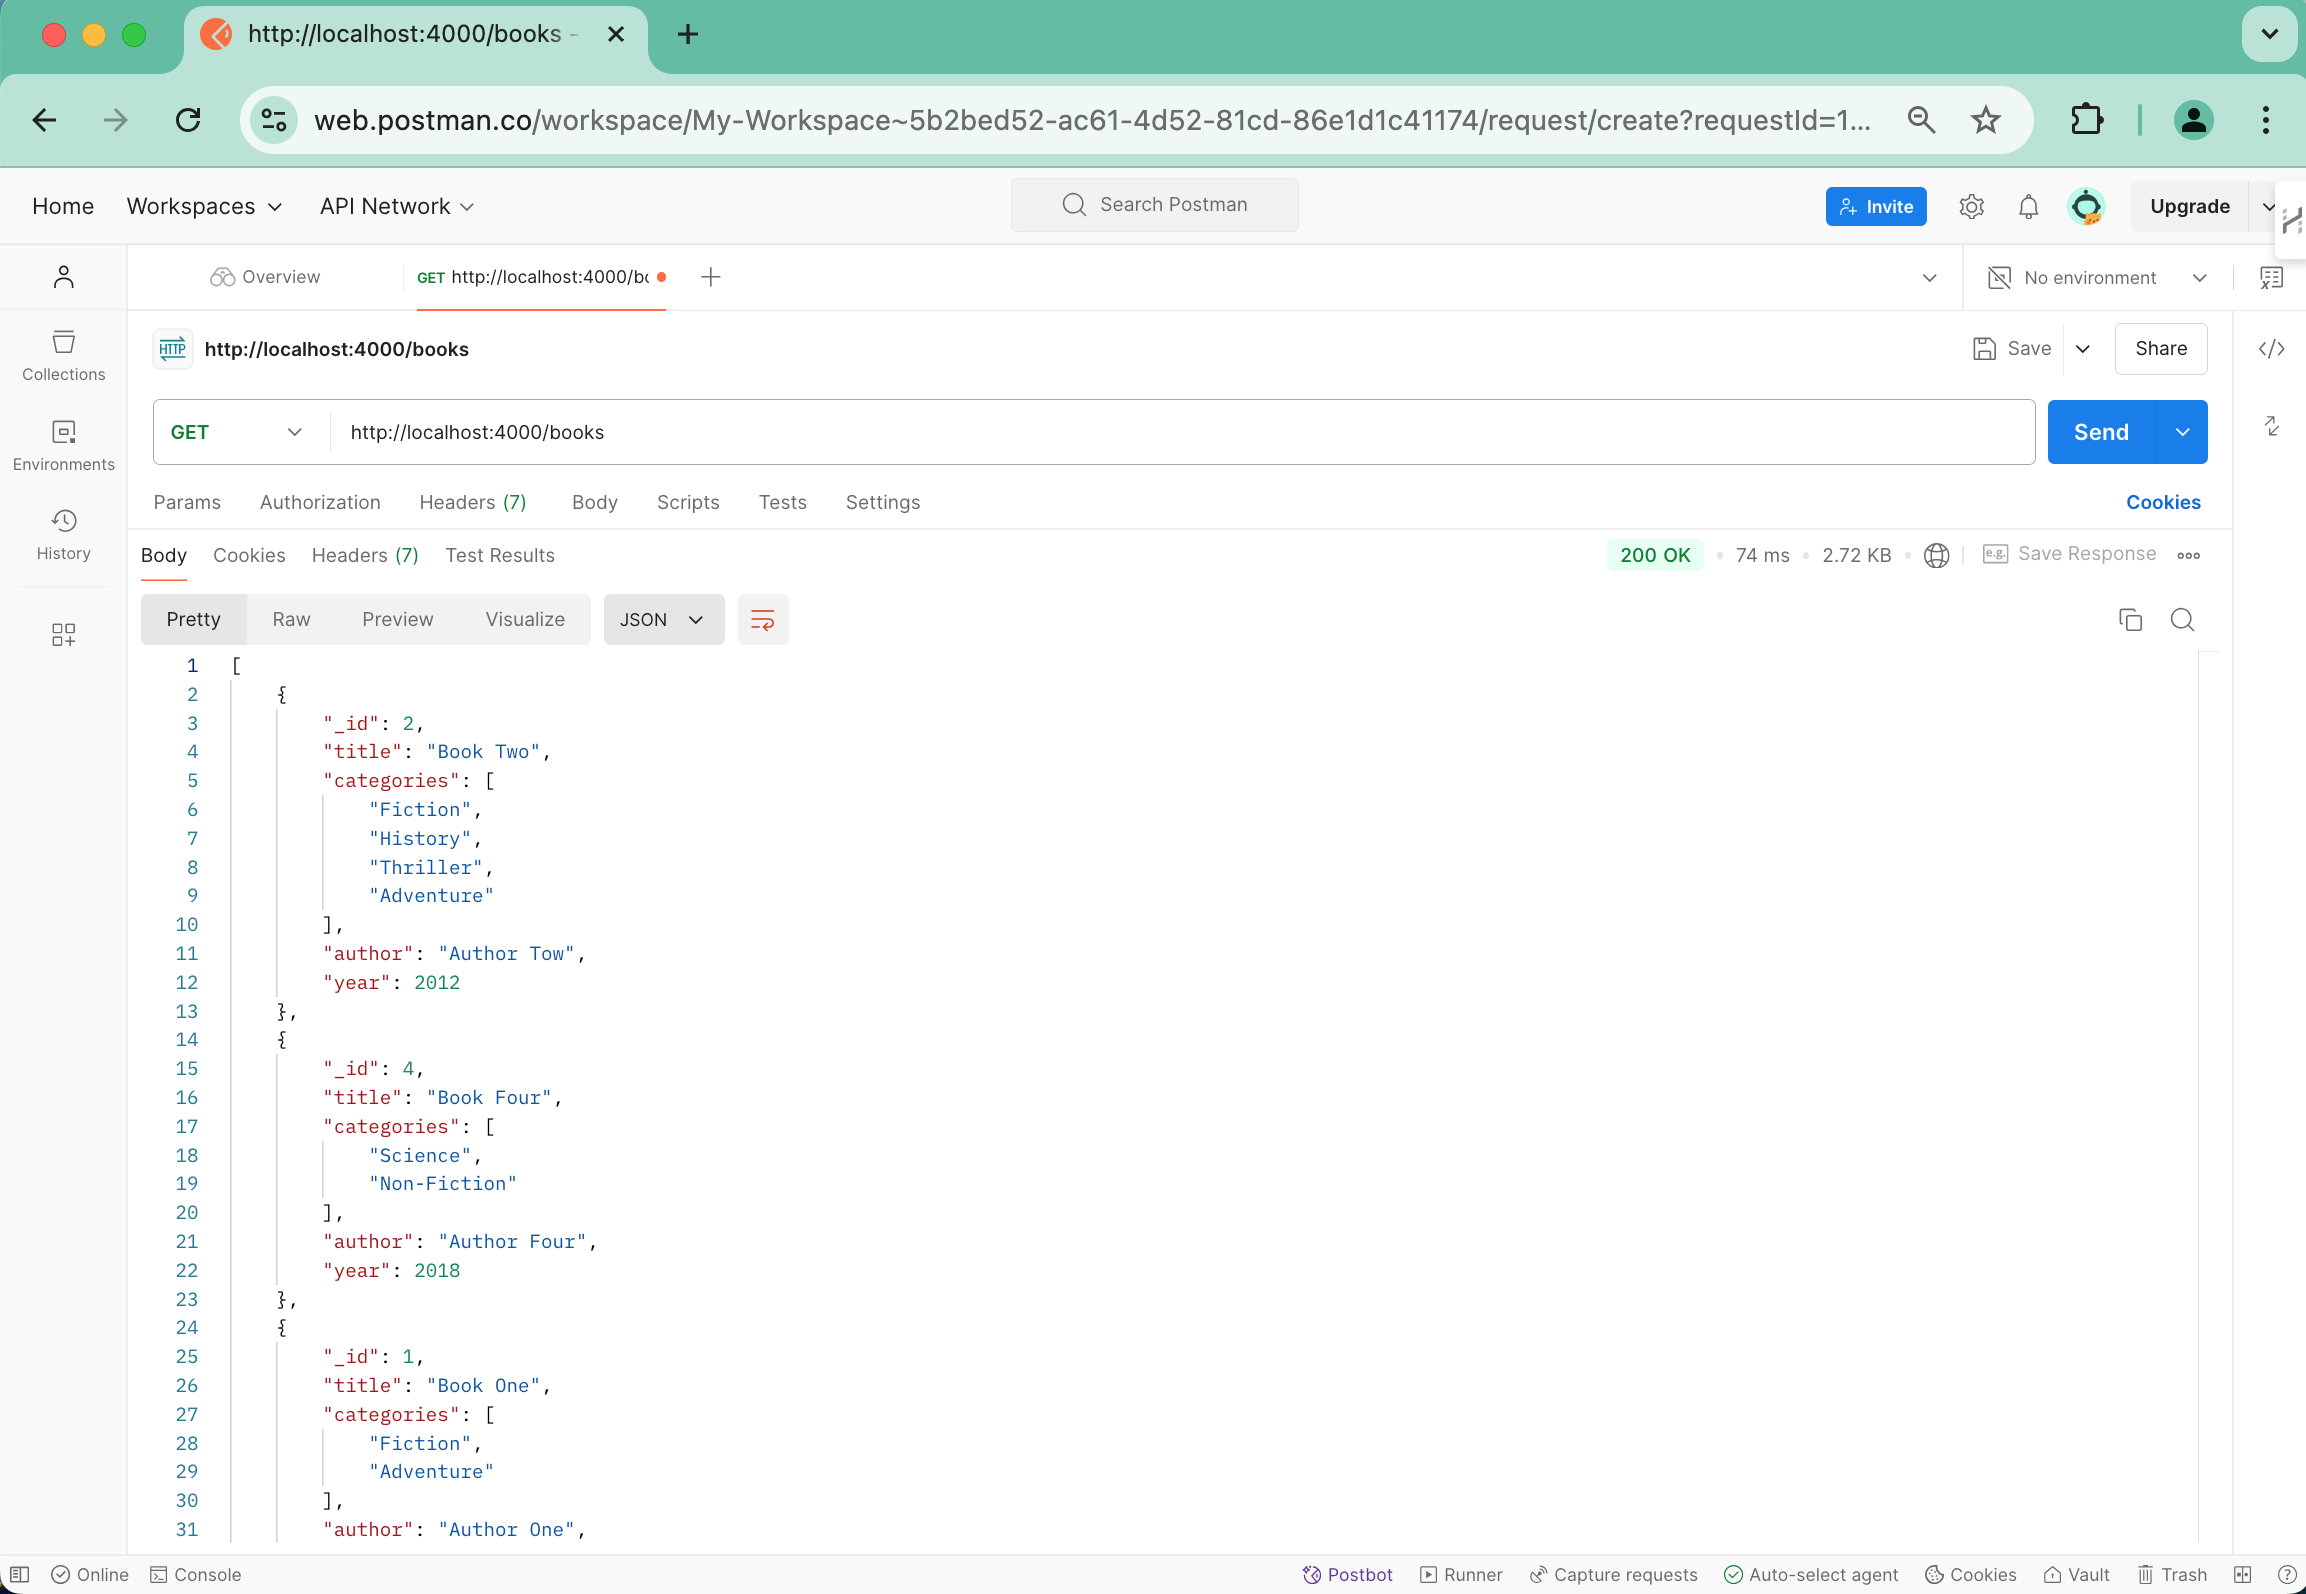 http://localhost:4000/books -
web.postman.co/workspace/My-Workspace~5b2bed52-ac61-4d52-81cd-86e1d1c41174/request/create?requestId=1...
Home Workspaces API Network Search Postman Invite Upgrade
Overview GET http://localhost:4000/bo No environment
HTTP http://localhost:4000/books Save Share
Collections
GET http://localhost:4000/books Send
Environments
Params Authorization Headers (7) Body Scripts Tests Settings Cookies
History
Body Cookies Headers (7) Test Results 200 OK 74 ms 2.72 KB e.g. Save Response
Pretty Raw Preview Visualize JSON
1 [
2 {
3 "_id": 2,
4 "title": "Book Two",
5 "categories": [
6 "Fiction",
7 "History",
8 "Thriller",
9 "Adventure"
10 ],
11 "author": "Author Tow",
12 "year": 2012
13 },
14 {
15 "_id": 4,
16 "title": "Book Four",
17 "categories": [
18 "Science",
19 "Non-Fiction"
20 ],
21 "author": "Author Four",
22 "year": 2018
23 },
24 {
25 "_id": 1,
26 "title": "Book One",
27 "categories": [
28 "Fiction",
29 "Adventure"
30 ],
31 "author": "Author One",
Online Console Postbot Runner Capture requests Auto-select agent Cookies Vault Trash